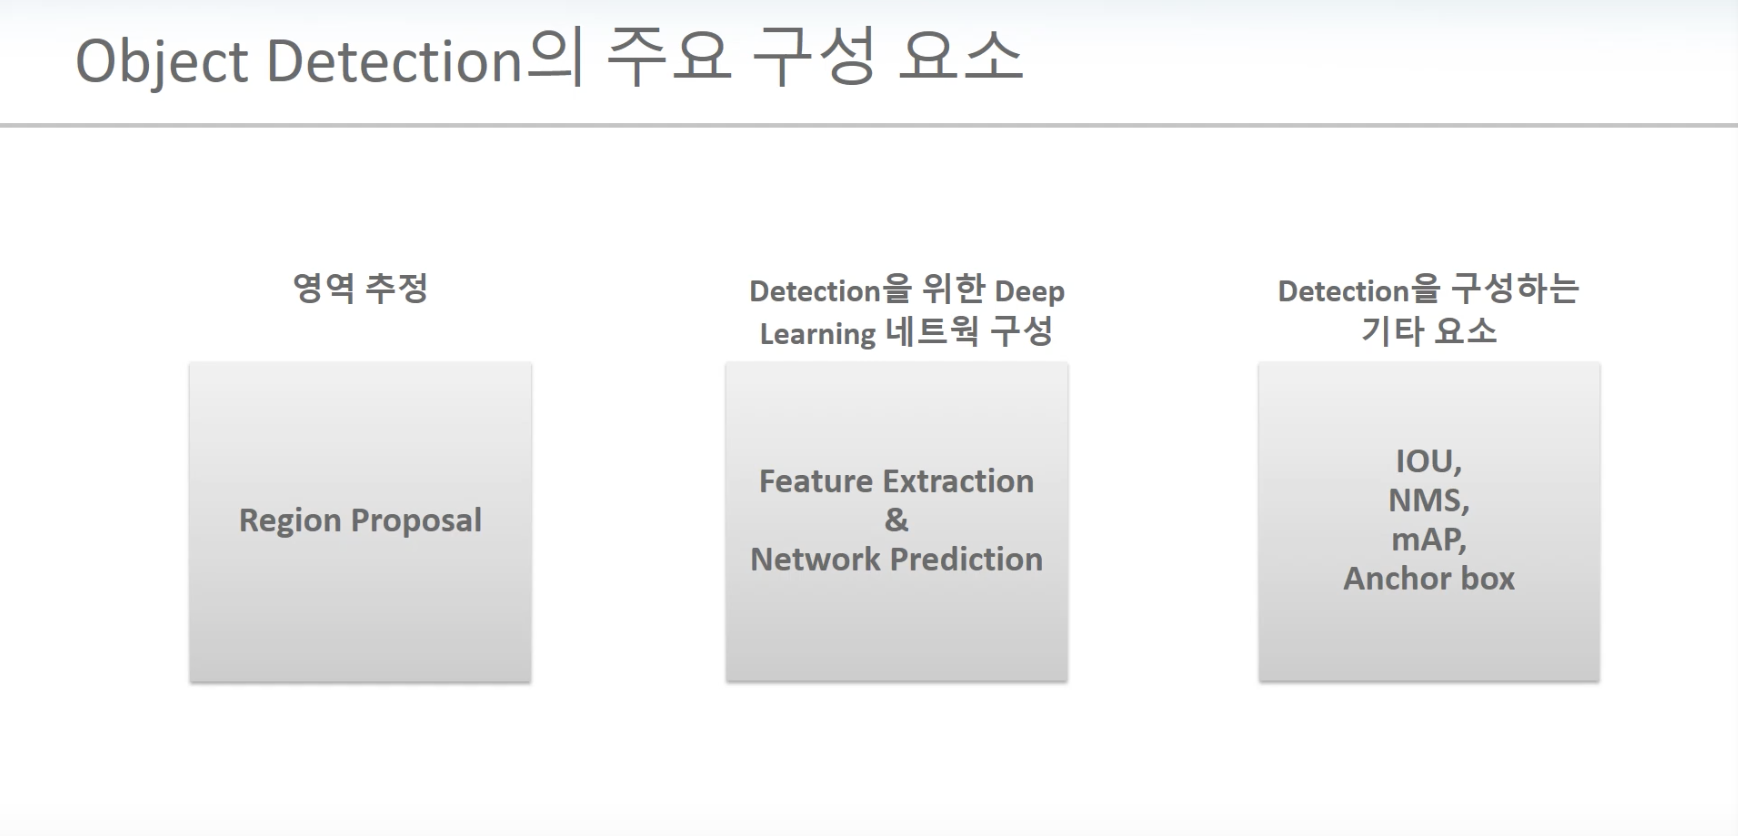 Object Detection의 주요 구성 요소
영역 추정
Region Proposal
Detection을 위한 Deep
Learning 네트웍 구성
Feature Extraction
&
Network Prediction
Detection을 구성하는
기타 요소
IOU,
NMS,
mAP,
Anchor box